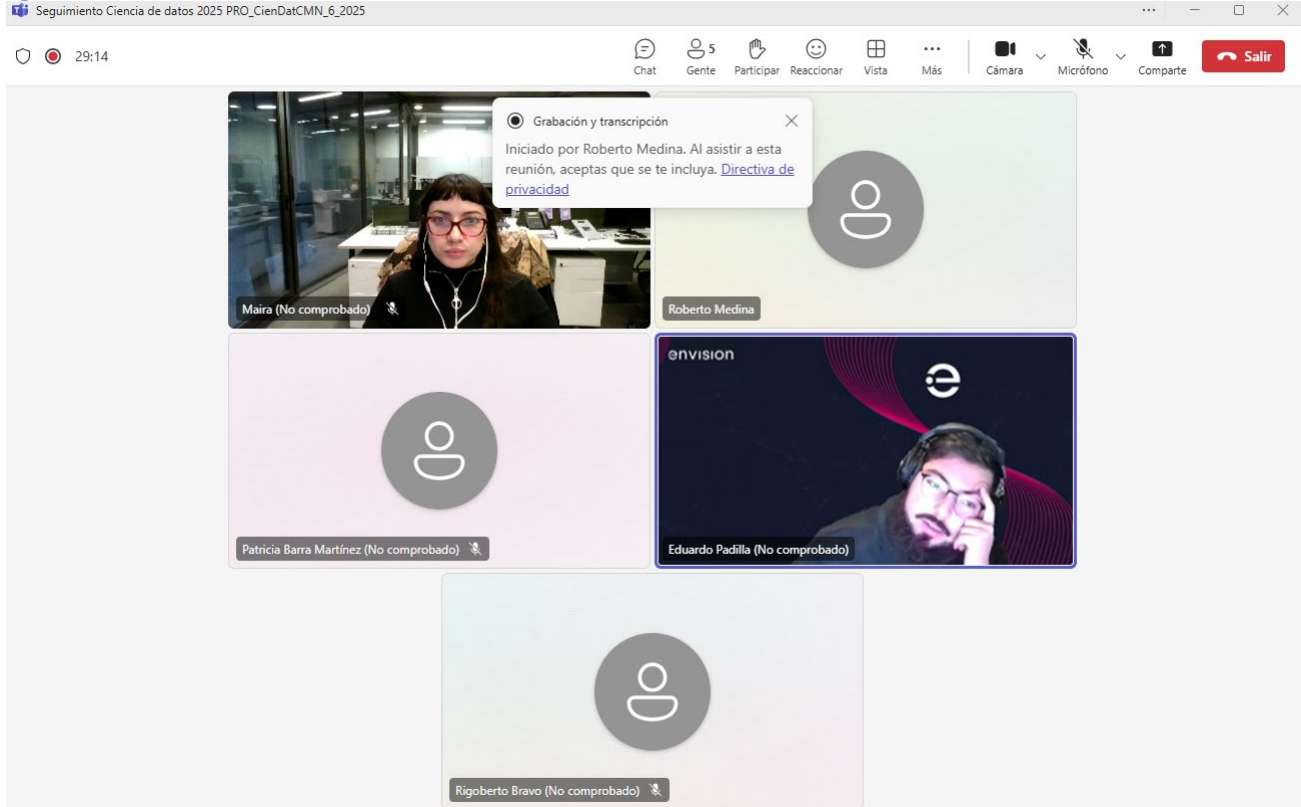 Seguimiento Ciencia de datos 2025 PRO_CienDatCMN_6_2025
29:14
Chat
5
Gente
Participar
Reaccionar
Vista
Más
Cámara
Micrófono
Comparte
Salir
Grabación y transcripción
Iniciado por Roberto Medina. Al asistir a esta
reunión, aceptas que se te incluya. Directiva de
privacidad
Maira (No comprobado)
Roberto Medina
envision
Patricia Barra Martínez (No comprobado)
Eduardo Padilla (No comprobado)
Rigoberto Bravo (No comprobado)